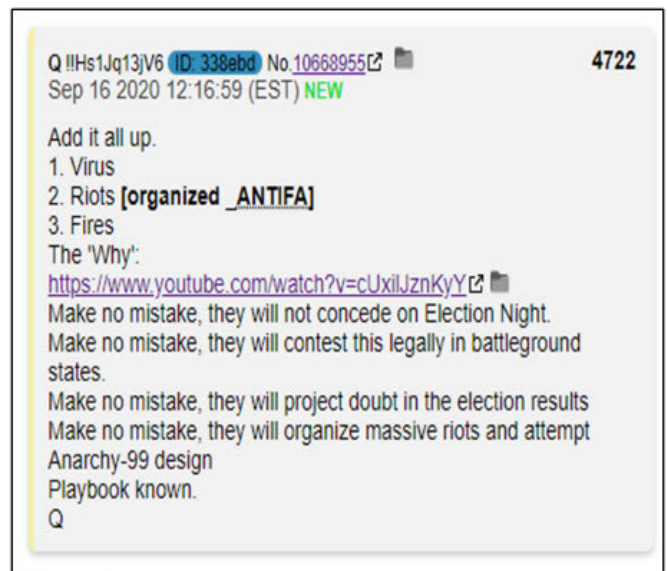 Q !!Hs1Jq13jV6 ID: 338ebd No.10668955 4722
Sep 16 2020 12:16:59 (EST) NEW
Add it all up.
1. Virus
2. Riots [organized _ANTIFA]
3. Fires
The 'Why':
https://www.youtube.com/watch?v=cUxilJznKyY
Make no mistake, they will not concede on Election Night.
Make no mistake, they will contest this legally in battleground
states.
Make no mistake, they will project doubt in the election results
Make no mistake, they will organize massive riots and attempt
Anarchy-99 design
Playbook known.
Q